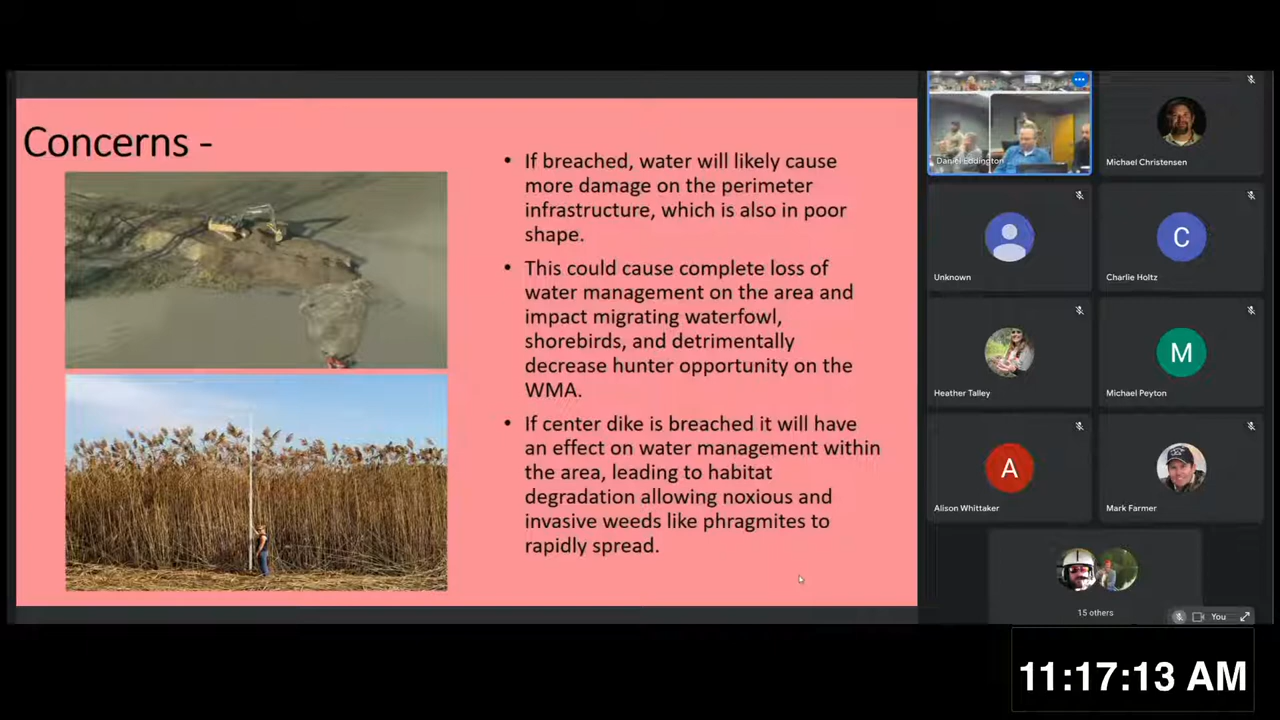 Concerns -
• If breached, water will likely cause
more damage on the perimeter
infrastructure, which is also in poor
shape.
• This could cause complete loss of
water management on the area and
impact migrating waterfowl,
shorebirds, and detrimentally
decrease hunter opportunity on the
WMA.
• If center dike is breached it will have
an effect on water management within
the area, leading to habitat
degradation allowing noxious and
invasive weeds like phragmites to
rapidly spread.
Daniel Eddington
Michael Christensen
Unknown
C
Charlie Holtz
Heather Talley
M
Michael Peyton
A
Alison Whittaker
Mark Farmer
15 others
You
11:17:13 AM